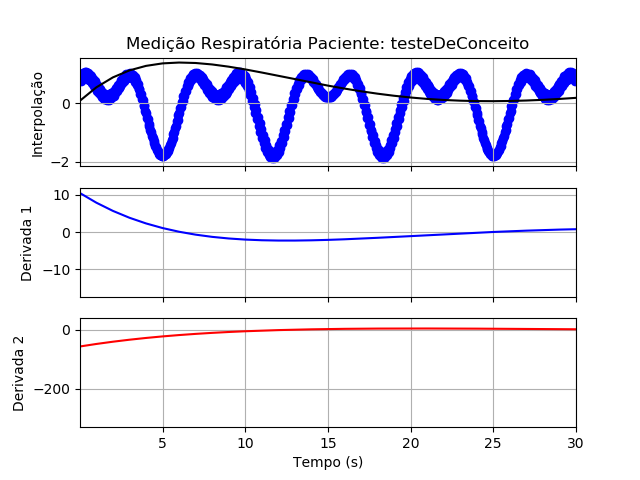 Medição Respiratória Paciente: testeDeConceito
Interpolação
0
−2
Derivada 1
10
0
−10
Derivada 2
0
−200
5 10 15 20 25 30
Tempo (s)